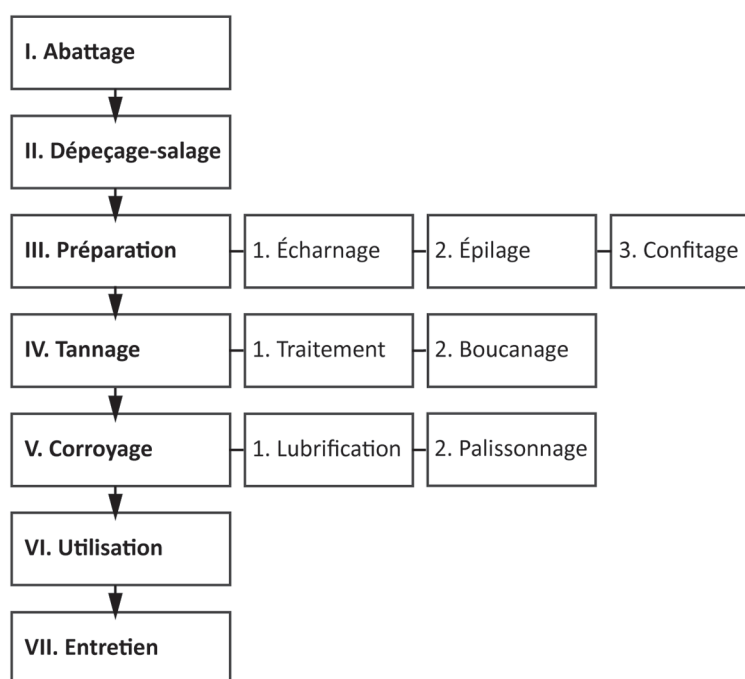 I. Abattage
II. Dépeçage-salage
III. Préparation
1. Écharnage
2. Épilage
3. Confitage
IV. Tannage
1. Traitement
2. Boucanage
V. Corroyage
1. Lubrification
2. Palissonnage
VI. Utilisation
VII. Entretien